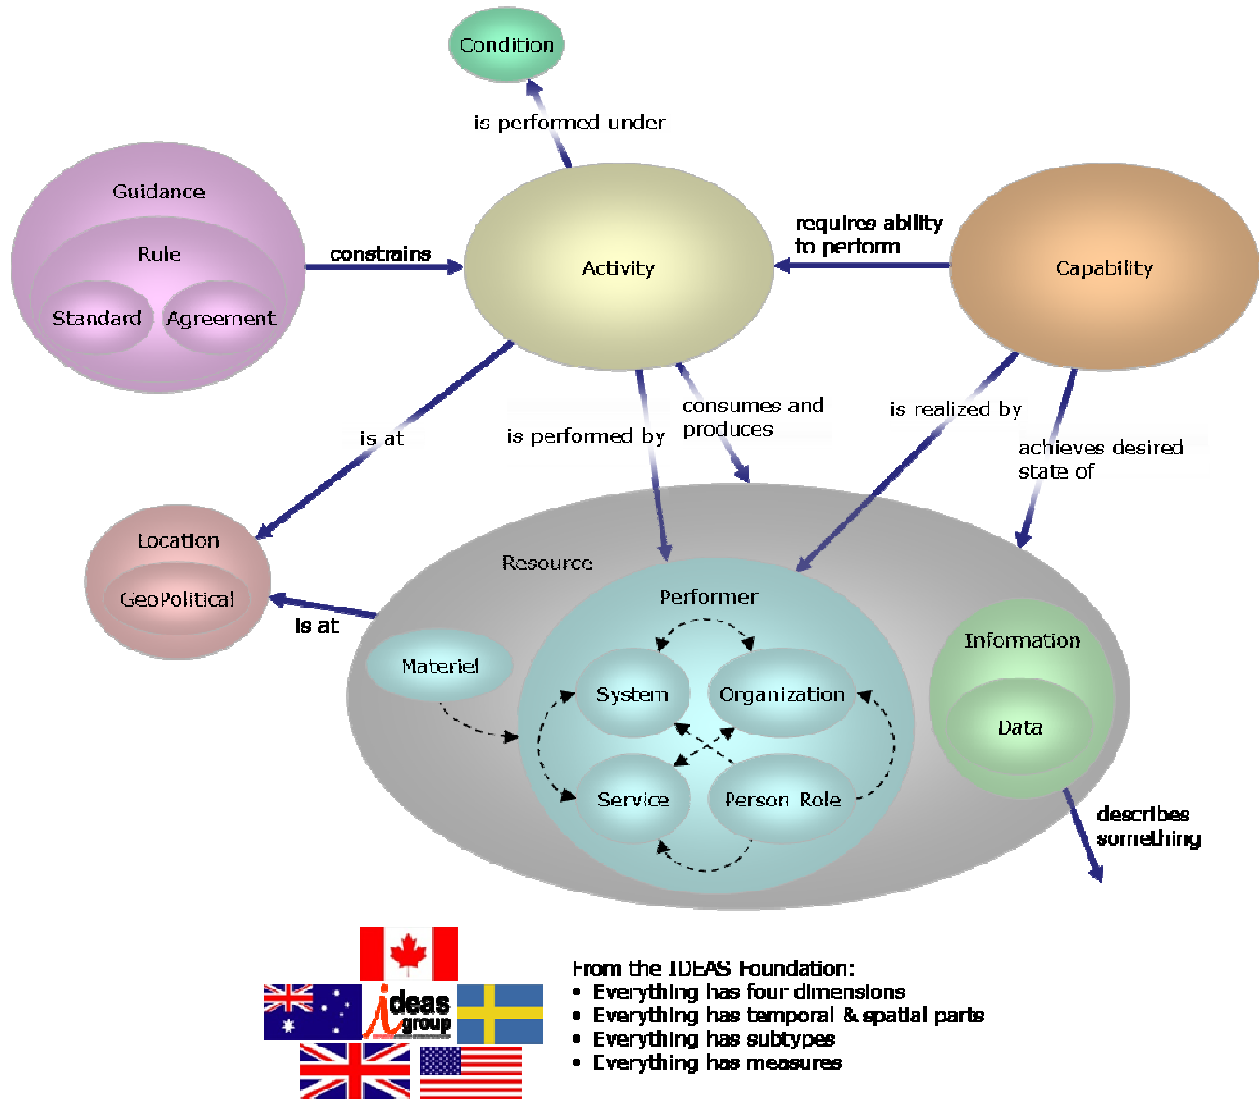 Condition
is performed under
Guidance
Rule
Standard
Agreement
constrains
Activity
requires ability
to perform
Capability
is at
is performed by
consumes and
produces
is realized by
achieves desired
state of
Location
GeoPolitical
is at
Resource
Performer
Materiel
System
Organization
Service
Person Role
Information
Data
describes
something
ideas
group
From the IDEAS Foundation:
• Everything has four dimensions
• Everything has temporal & spatial parts
• Everything has subtypes
• Everything has measures